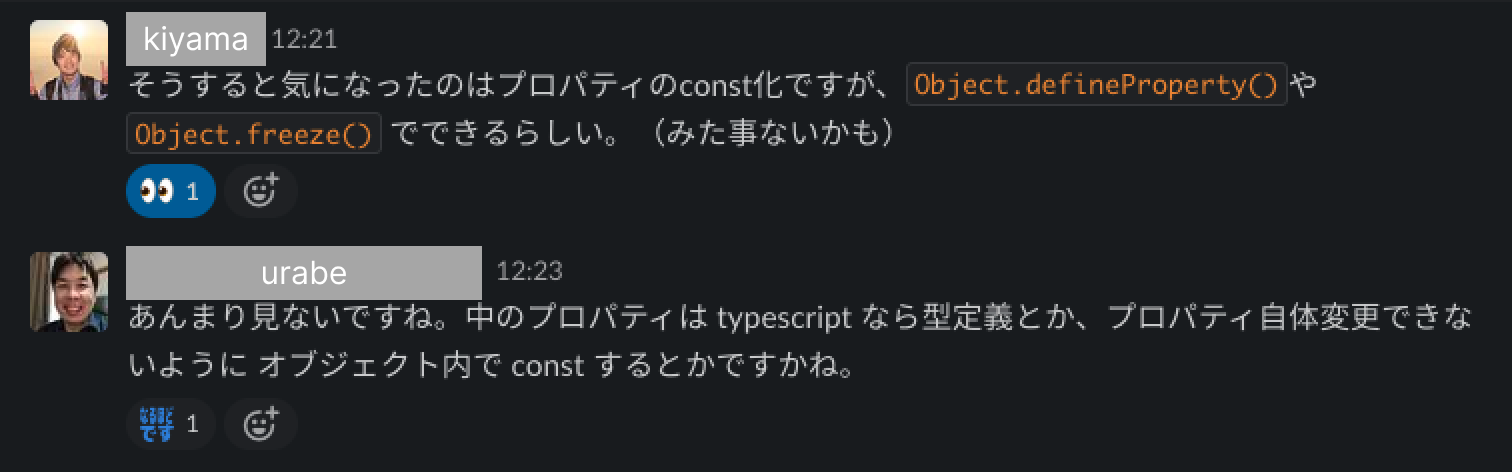 kiyama 12:21
そうすると気になったのはプロパティのconst化ですが、Object.defineProperty()や
Object.freeze() でできるらしい。（みた事ないかも）
1
urabe 12:23
あんまり見ないですね。中のプロパティは typescript なら型定義とか、プロパティ自体変更できな
いように オブジェクト内で const するとかですかね。
なるほど
です 1